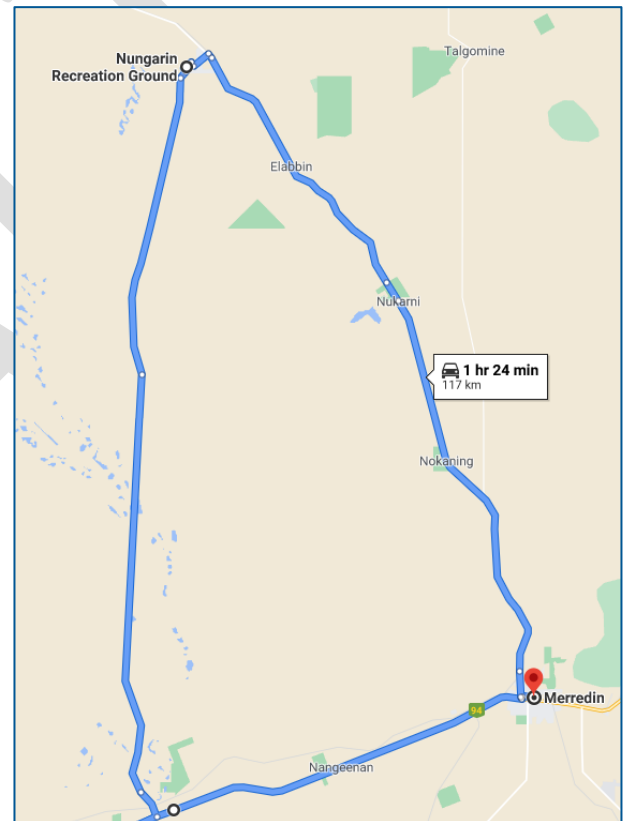 Nungarin
Recreation Ground
Talgomine
Elabbin
Nukarni
1 hr 24 min
117 km
Nokaning
Merredin
94
Nangeenan